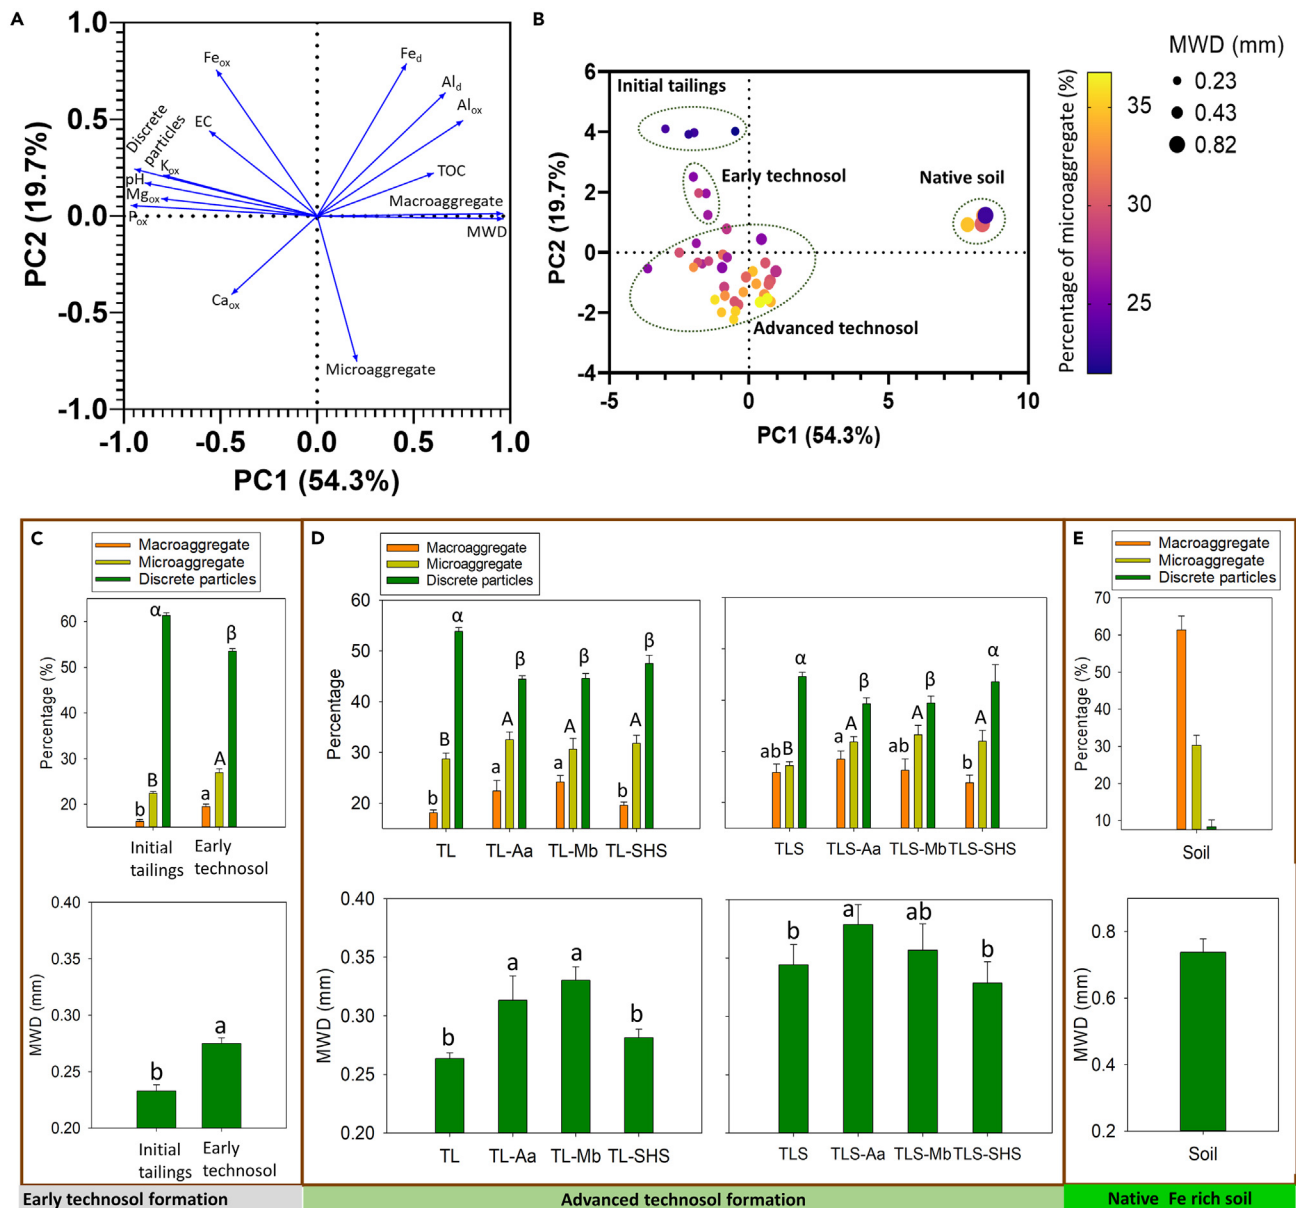 A
1.0
0.5
0.0
-0.5
-1.0
PC2 (19.7%)
-1.0
-0.5
0.0
0.5
1.0
PC1 (54.3%)
Feox
Fed
Ald
Alox
EC
Discrete
particles
Kox
pH
Mgox
Pox
TOC
Macroaggregate
MWD
Caox
Microaggregate
B
6
4
2
0
-2
-4
PC2 (19.7%)
-5
0
5
10
PC1 (54.3%)
Initial tailings
Early technosol
Native soil
Advanced technosol
Percentage of microaggregate (%)
35
30
25
MWD (mm)
0.23
0.43
0.82
C
Macroaggregate
Microaggregate
Discrete particles
Percentage (%)
60
50
40
30
20
b
B
α
a
A
β
Initial
tailings
Early
technosol
MWD (mm)
0.40
0.35
0.30
0.25
0.20
b
a
Initial
tailings
Early
technosol
Early technosol formation
D
Macroaggregate
Microaggregate
Discrete particles
Percentage
60
50
40
30
20
b
B
α
a
A
β
a
A
β
b
A
β
TL
TL-Aa
TL-Mb
TL-SHS
ab
B
α
a
A
β
ab
A
β
b
A
α
TLS
TLS-Aa
TLS-Mb
TLS-SHS
MWD (mm)
0.40
0.35
0.30
0.25
0.20
b
a
a
b
TL
TL-Aa
TL-Mb
TL-SHS
b
a
ab
b
TLS
TLS-Aa
TLS-Mb
TLS-SHS
Advanced technosol formation
E
Macroaggregate
Microaggregate
Discrete particles
Percentage (%)
70
60
50
40
30
20
10
Soil
MWD (mm)
0.8
0.6
0.4
0.2
Soil
Native Fe rich soil